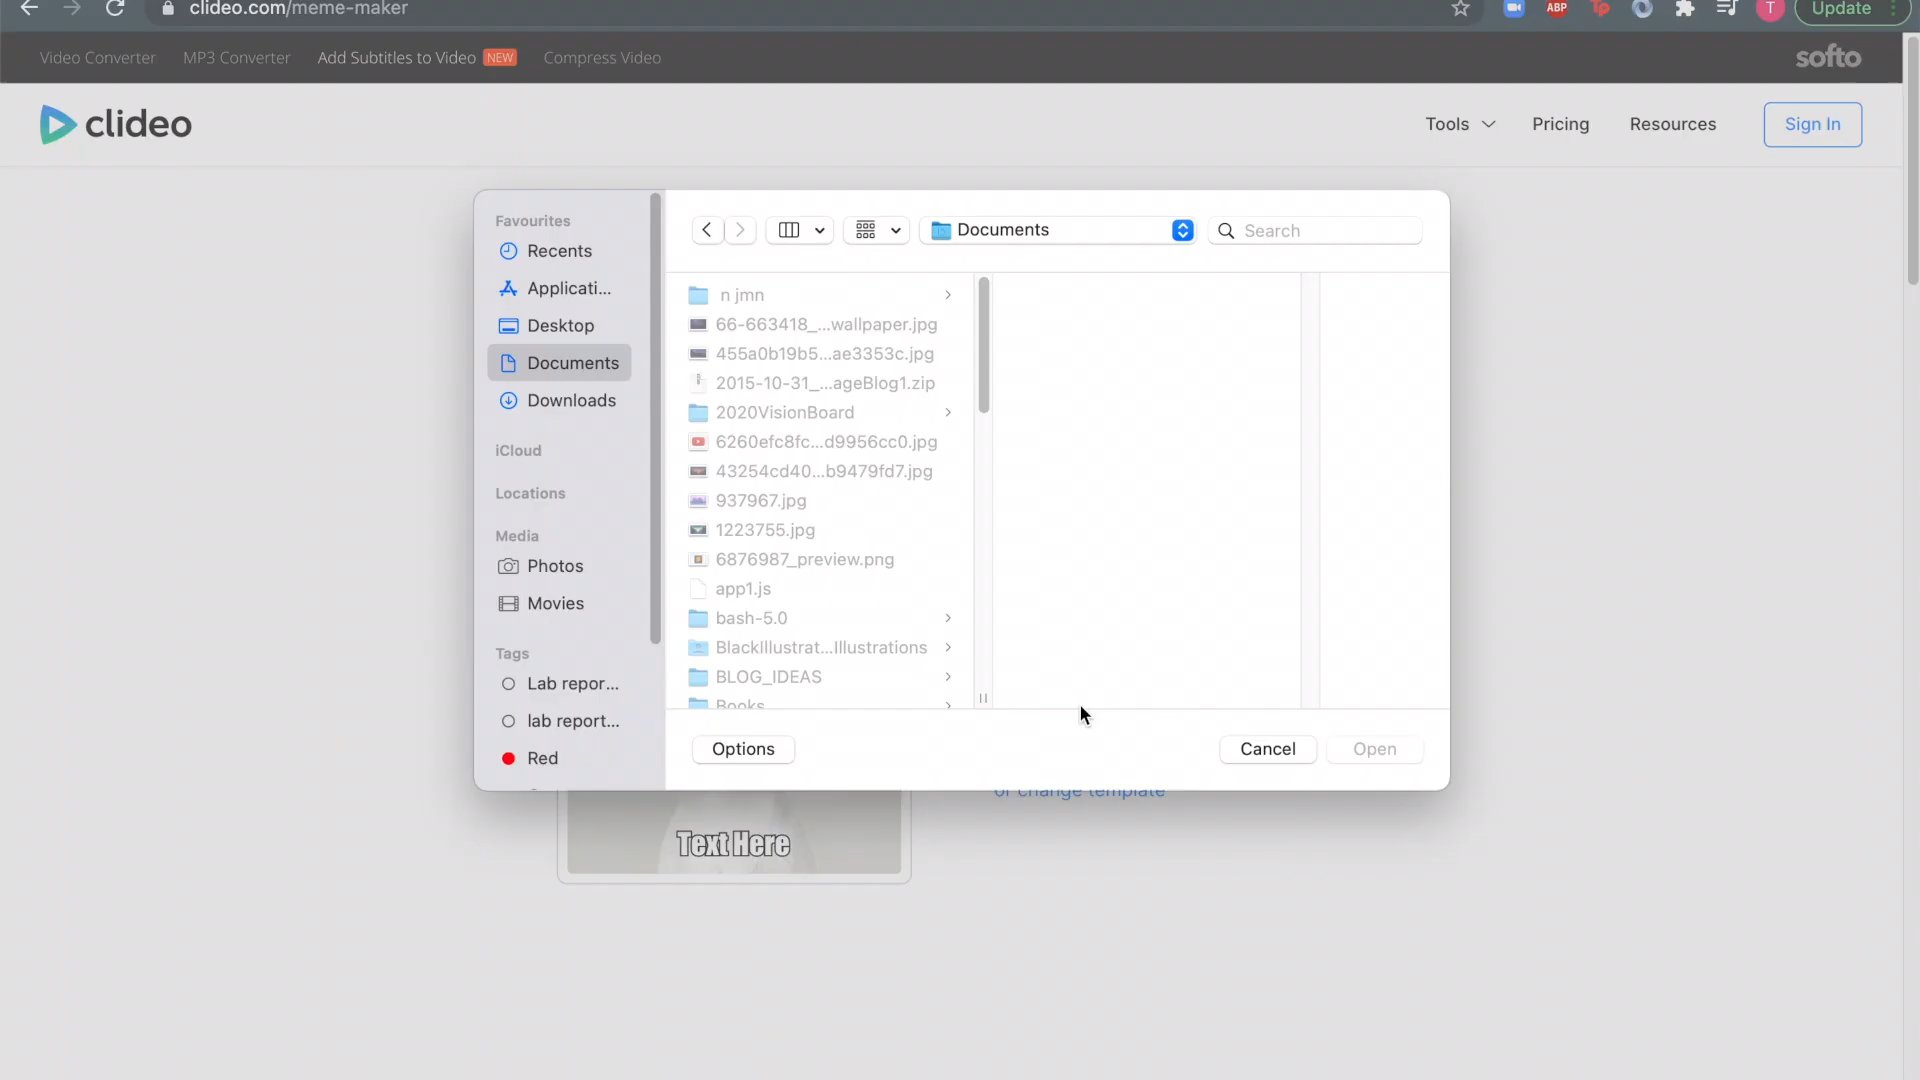 clideo.com/meme-maker
ABP
Tp
T
Update
Video Converter
MP3 Converter
Add Subtitles to Video NEW
Compress Video
softo
clideo
Tools
Pricing
Resources
Sign In
Favourites
Recents
Applicati...
Desktop
Documents
Downloads
iCloud
Locations
Media
Photos
Movies
Tags
Lab repor...
lab report...
Red
Documents
Search
n jmn
66-663418_...wallpaper.jpg
455a0b19b5...ae3353c.jpg
2015-10-31_...ageBlog1.zip
2020VisionBoard
6260efc8fc...d9956cc0.jpg
43254cd40...b9479fd7.jpg
937967.jpg
1223755.jpg
6876987_preview.png
app1.js
bash-5.0
BlackIllustrat...Illustrations
BLOG_IDEAS
Books
Options
Cancel
Open
or change template
Text Here